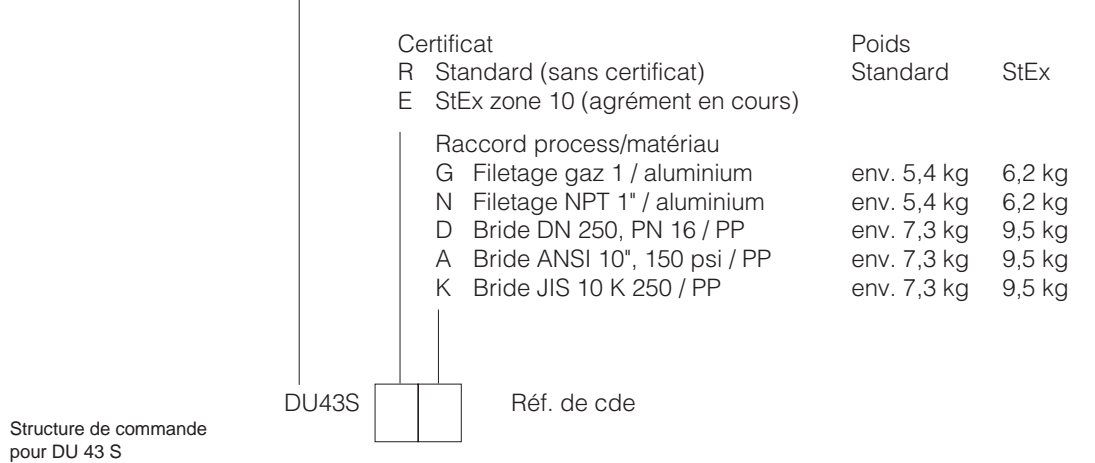 Certificat Poids
R Standard (sans certificat) Standard StEx
E StEx zone 10 (agrément en cours)
Raccord process/matériau
G Filetage gaz 1 / aluminium env. 5,4 kg 6,2 kg
N Filetage NPT 1" / aluminium env. 5,4 kg 6,2 kg
D Bride DN 250, PN 16 / PP env. 7,3 kg 9,5 kg
A Bride ANSI 10", 150 psi / PP env. 7,3 kg 9,5 kg
K Bride JIS 10 K 250 / PP env. 7,3 kg 9,5 kg
DU43S Réf. de cde
Structure de commande
pour DU 43 S